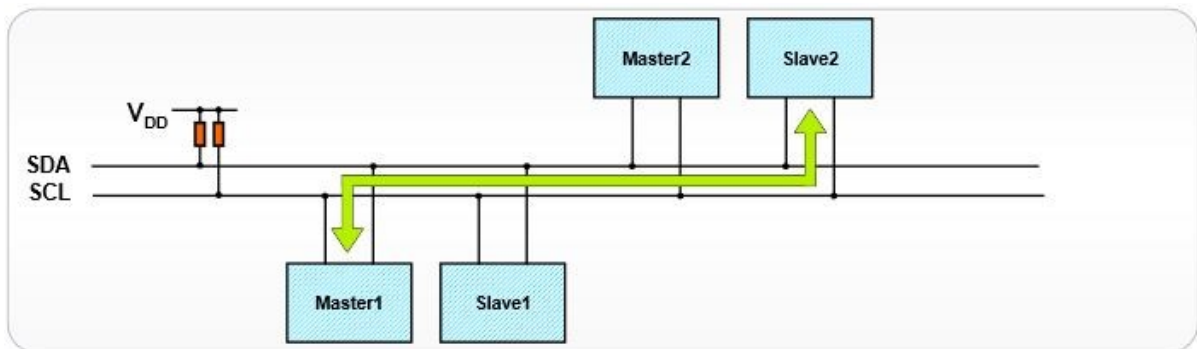 Master2
Slave2
VDD
SDA
SCL
Master1
Slave1